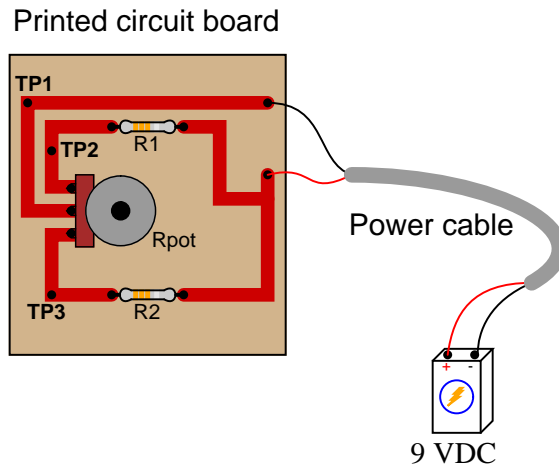 Printed circuit board
TP1
R1
TP2
Rpot
Power cable
TP3
R2
+ -
9 VDC